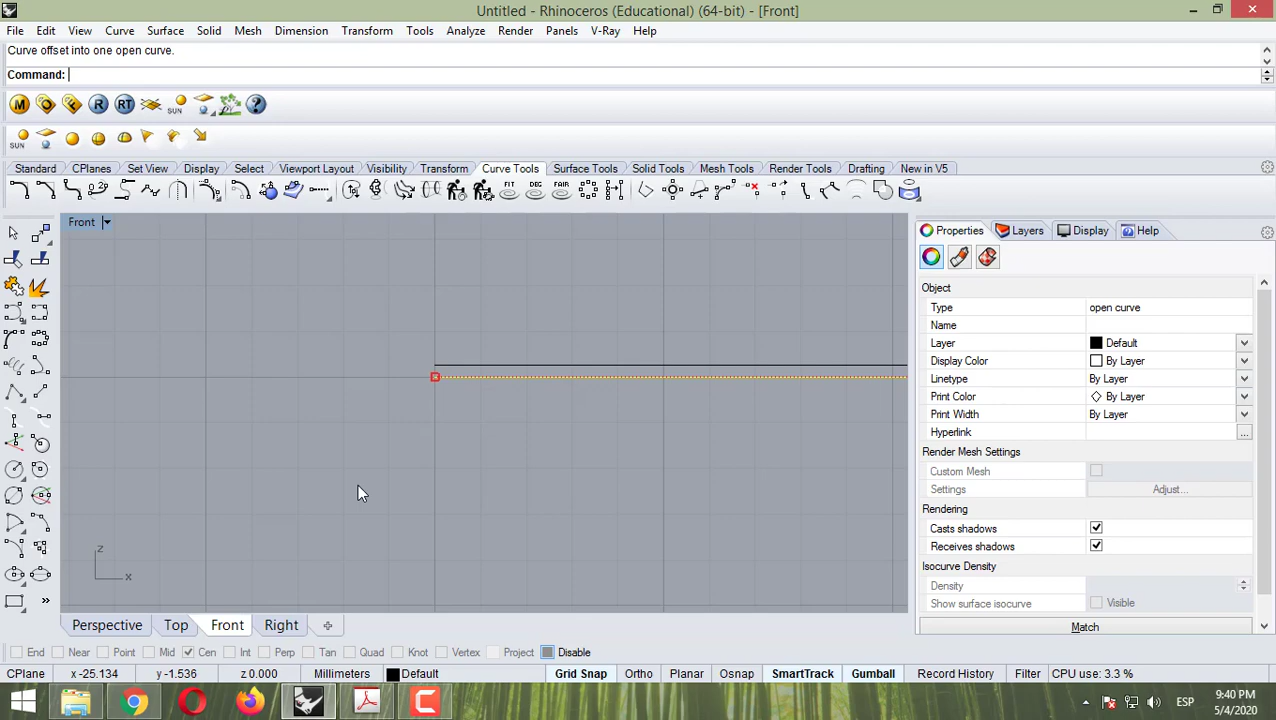 Untitled - Rhinoceros (Educational) (64-bit) - [Front]
File Edit View Curve Surface Solid Mesh Dimension Transform Tools Analyze Render Panels V-Ray Help
Curve offset into one open curve.
Command:
M O F R RT SUN ?
SUN
Standard CPlanes Set View Display Select Viewport Layout Visibility Transform Curve Tools Surface Tools Solid Tools Mesh Tools Render Tools Drafting New in V5
FIT DEG FAIR
Front
Properties Layers Display Help
Object
Type open curve
Name
Layer Default
Display Color By Layer
Linetype By Layer
Print Color By Layer
Print Width By Layer
Hyperlink ...
Render Mesh Settings
Custom Mesh
Settings Adjust...
Rendering
Casts shadows
Receives shadows
Isocurve Density
Density
Show surface isocurve Visible
Match
z
x
Perspective Top Front Right
End Near Point Mid Cen Int Perp Tan Quad Knot Vertex Project Disable
CPlane x -25.134 y -1.536 z 0.000 Millimeters Default Grid Snap Ortho Planar Osnap SmartTrack Gumball Record History Filter CPU use: 3.3 %
ESP
9:40 PM
5/4/2020